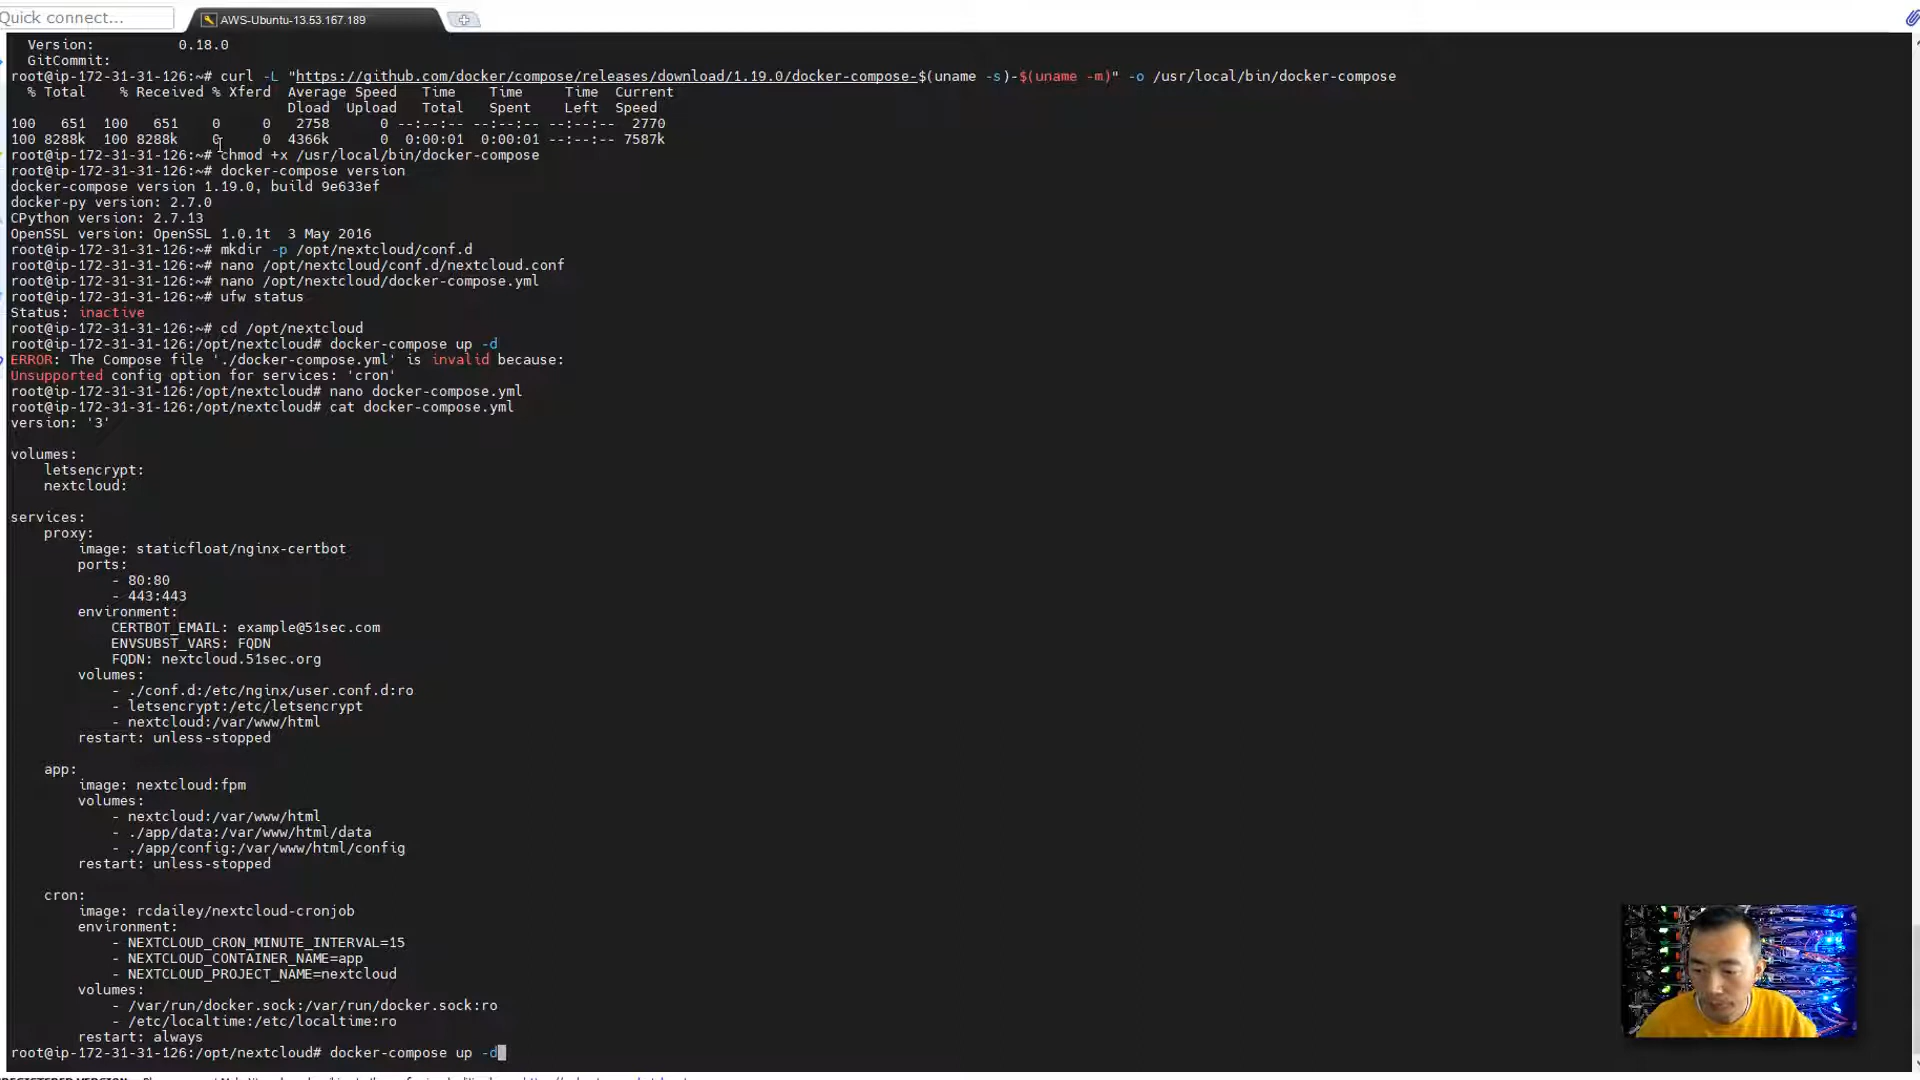 Quick connect...
AWS-Ubuntu-13.53.167.189
Version:          0.18.0
GitCommit:
root@ip-172-31-31-126:~# curl -L "https://github.com/docker/compose/releases/download/1.19.0/docker-compose-$(uname -s)-$(uname -m)" -o /usr/local/bin/docker-compose
% Total    % Received % Xferd  Average Speed   Time    Time     Time  Current
Dload  Upload   Total   Spent    Left  Speed
100   651  100   651    0     0   2758      0 --:--:-- --:--:-- --:--:--  2770
100 8288k  100 8288k    0     0  4366k      0  0:00:01  0:00:01 --:--:-- 7587k
root@ip-172-31-31-126:~# chmod +x /usr/local/bin/docker-compose
root@ip-172-31-31-126:~# docker-compose version
docker-compose version 1.19.0, build 9e633ef
docker-py version: 2.7.0
CPython version: 2.7.13
OpenSSL version: OpenSSL 1.0.1t  3 May 2016
root@ip-172-31-31-126:~# mkdir -p /opt/nextcloud/conf.d
root@ip-172-31-31-126:~# nano /opt/nextcloud/conf.d/nextcloud.conf
root@ip-172-31-31-126:~# nano /opt/nextcloud/docker-compose.yml
root@ip-172-31-31-126:~# ufw status
Status: inactive
root@ip-172-31-31-126:~# cd /opt/nextcloud
root@ip-172-31-31-126:/opt/nextcloud# docker-compose up -d
ERROR: The Compose file './docker-compose.yml' is invalid because:
Unsupported config option for services: 'cron'
root@ip-172-31-31-126:/opt/nextcloud# nano docker-compose.yml
root@ip-172-31-31-126:/opt/nextcloud# cat docker-compose.yml
version: '3'
volumes:
letsencrypt:
nextcloud:
services:
proxy:
image: staticfloat/nginx-certbot
ports:
- 80:80
- 443:443
environment:
CERTBOT_EMAIL: example@51sec.com
ENVSUBST_VARS: FQDN
FQDN: nextcloud.51sec.org
volumes:
- ./conf.d:/etc/nginx/user.conf.d:ro
- letsencrypt:/etc/letsencrypt
- nextcloud:/var/www/html
restart: unless-stopped
app:
image: nextcloud:fpm
volumes:
- nextcloud:/var/www/html
- ./app/data:/var/www/html/data
- ./app/config:/var/www/html/config
restart: unless-stopped
cron:
image: rcdailey/nextcloud-cronjob
environment:
- NEXTCLOUD_CRON_MINUTE_INTERVAL=15
- NEXTCLOUD_CONTAINER_NAME=app
- NEXTCLOUD_PROJECT_NAME=nextcloud
volumes:
- /var/run/docker.sock:/var/run/docker.sock:ro
- /etc/localtime:/etc/localtime:ro
restart: always
root@ip-172-31-31-126:/opt/nextcloud# docker-compose up -d